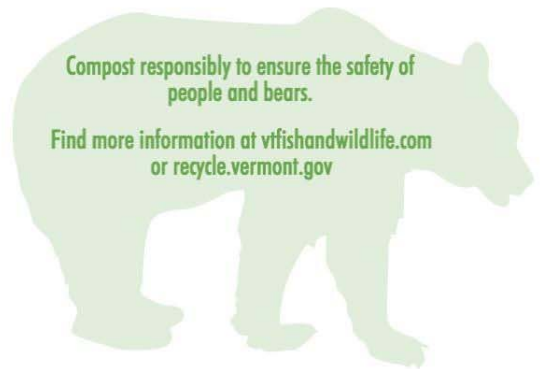 Compost responsibly to ensure the safety of
people and bears.
Find more information at vtfishandwildlife.com
or recycle.vermont.gov